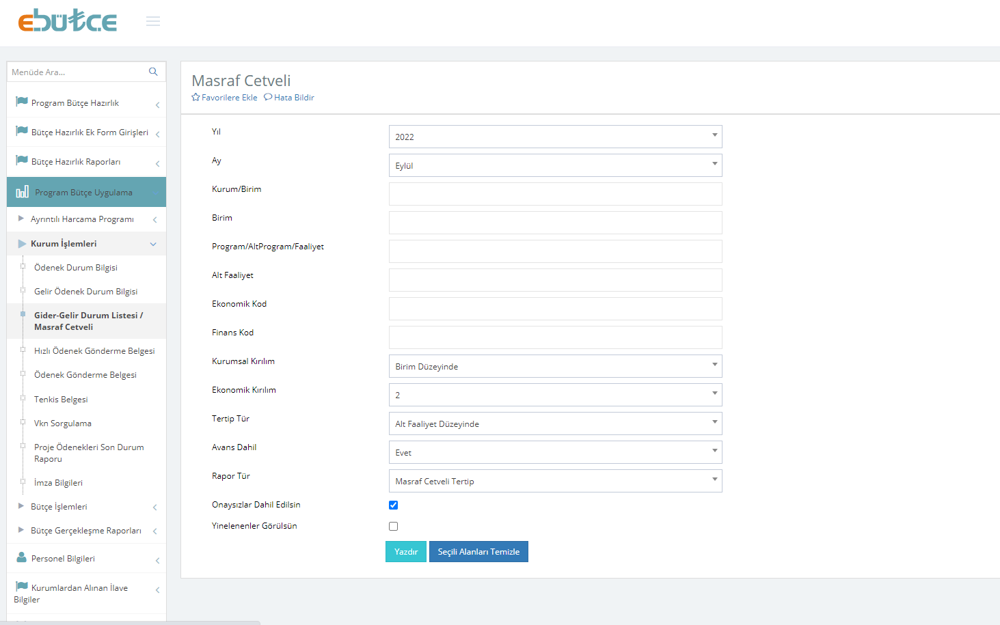 ebütçe
Menüde Ara...
Program Bütçe Hazırlık
Bütçe Hazırlık Ek Form Girişleri
Bütçe Hazırlık Raporları
Program Bütçe Uygulama
Ayrıntılı Harcama Programı
Kurum İşlemleri
Ödenek Durum Bilgisi
Gelir Ödenek Durum Bilgisi
Gider-Gelir Durum Listesi /
Masraf Cetveli
Hızlı Ödenek Gönderme Belgesi
Ödenek Gönderme Belgesi
Tenkis Belgesi
Vkn Sorgulama
Proje Ödenekleri Son Durum
Raporu
İmza Bilgileri
Bütçe İşlemleri
Bütçe Gerçekleşme Raporları
Personel Bilgileri
Kurumlardan Alınan İlave
Bilgiler
Masraf Cetveli
Favorilere Ekle Hata Bildir
Yıl 2022
Ay Eylül
Kurum/Birim
Birim
Program/AltProgram/Faaliyet
Alt Faaliyet
Ekonomik Kod
Finans Kod
Kurumsal Kırılım Birim Düzeyinde
Ekonomik Kırılım 2
Tertip Tür Alt Faaliyet Düzeyinde
Avans Dahil Evet
Rapor Tür Masraf Cetveli Tertip
Onaysızlar Dahil Edilsin
Yinelenenler Görülsün
Yazdır Seçili Alanları Temizle